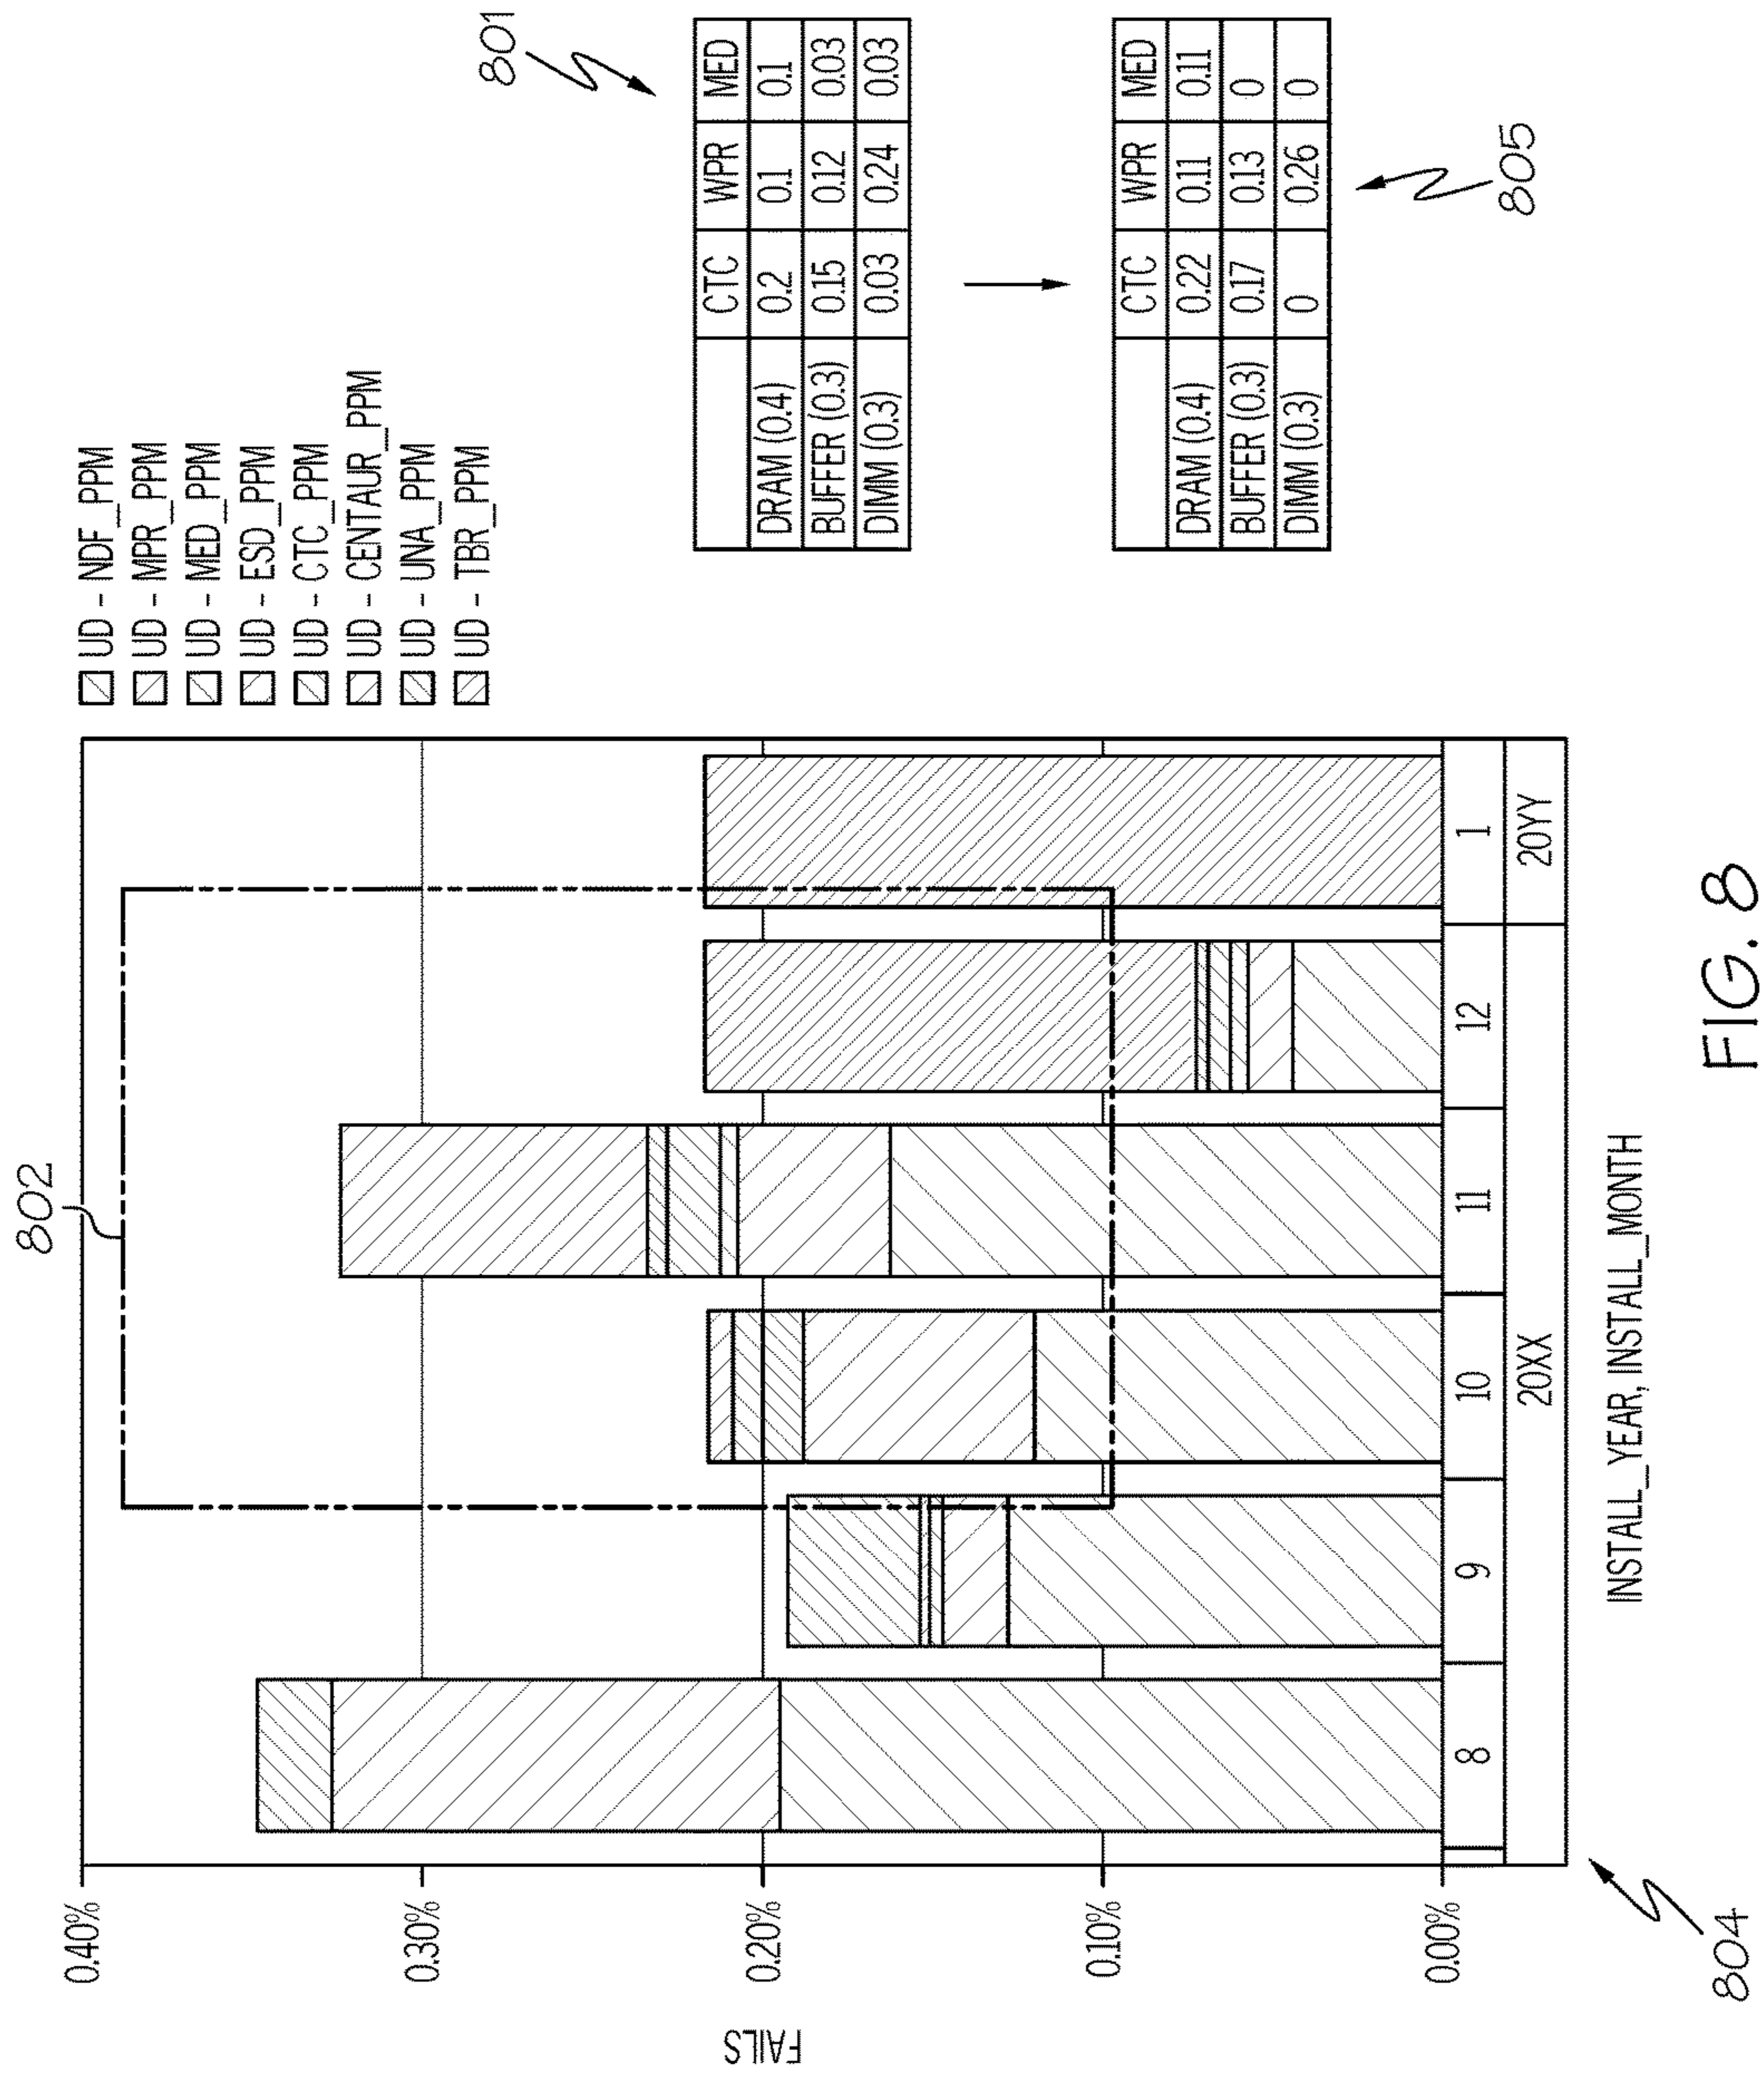 802
FAILS
0.40%
0.30%
0.20%
0.10%
0.00%
8 9 10 11 12 1
20XX 20YY
INSTALL_YEAR, INSTALL_MONTH
804
UD - NDF_PPM
UD - MPR_PPM
UD - MED_PPM
UD - ESD_PPM
UD - CTC_PPM
UD - CENTAUR_PPM
UD - UNA_PPM
UD - TBR_PPM
801
CTC WPR MED
DRAM (0.4) 0.2 0.1 0.1
BUFFER (0.3) 0.15 0.12 0.03
DIMM (0.3) 0.03 0.24 0.03
CTC WPR MED
DRAM (0.4) 0.22 0.11 0.11
BUFFER (0.3) 0.17 0.13 0
DIMM (0.3) 0 0.26 0
805
FIG. 8